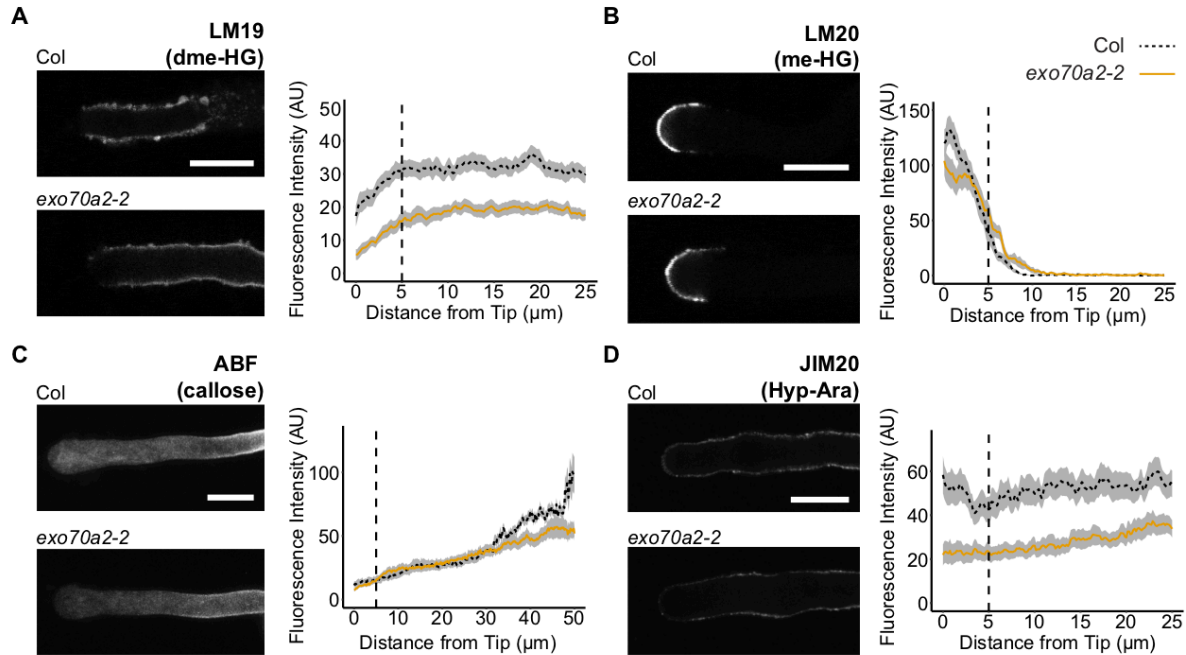 A
LM19
(dme-HG)
Col
exo70a2-2
Fluorescence Intensity (AU)
50
40
30
20
10
0
0 5 10 15 20 25
Distance from Tip (µm)
B
LM20
(me-HG)
Col
exo70a2-2
Col
exo70a2-2
Fluorescence Intensity (AU)
150
100
50
0
0 5 10 15 20 25
Distance from Tip (µm)
C
ABF
(callose)
Col
exo70a2-2
Fluorescence Intensity (AU)
100
50
0
0 10 20 30 40 50
Distance from Tip (µm)
D
JIM20
(Hyp-Ara)
Col
exo70a2-2
Fluorescence Intensity (AU)
60
40
20
0
0 5 10 15 20 25
Distance from Tip (µm)